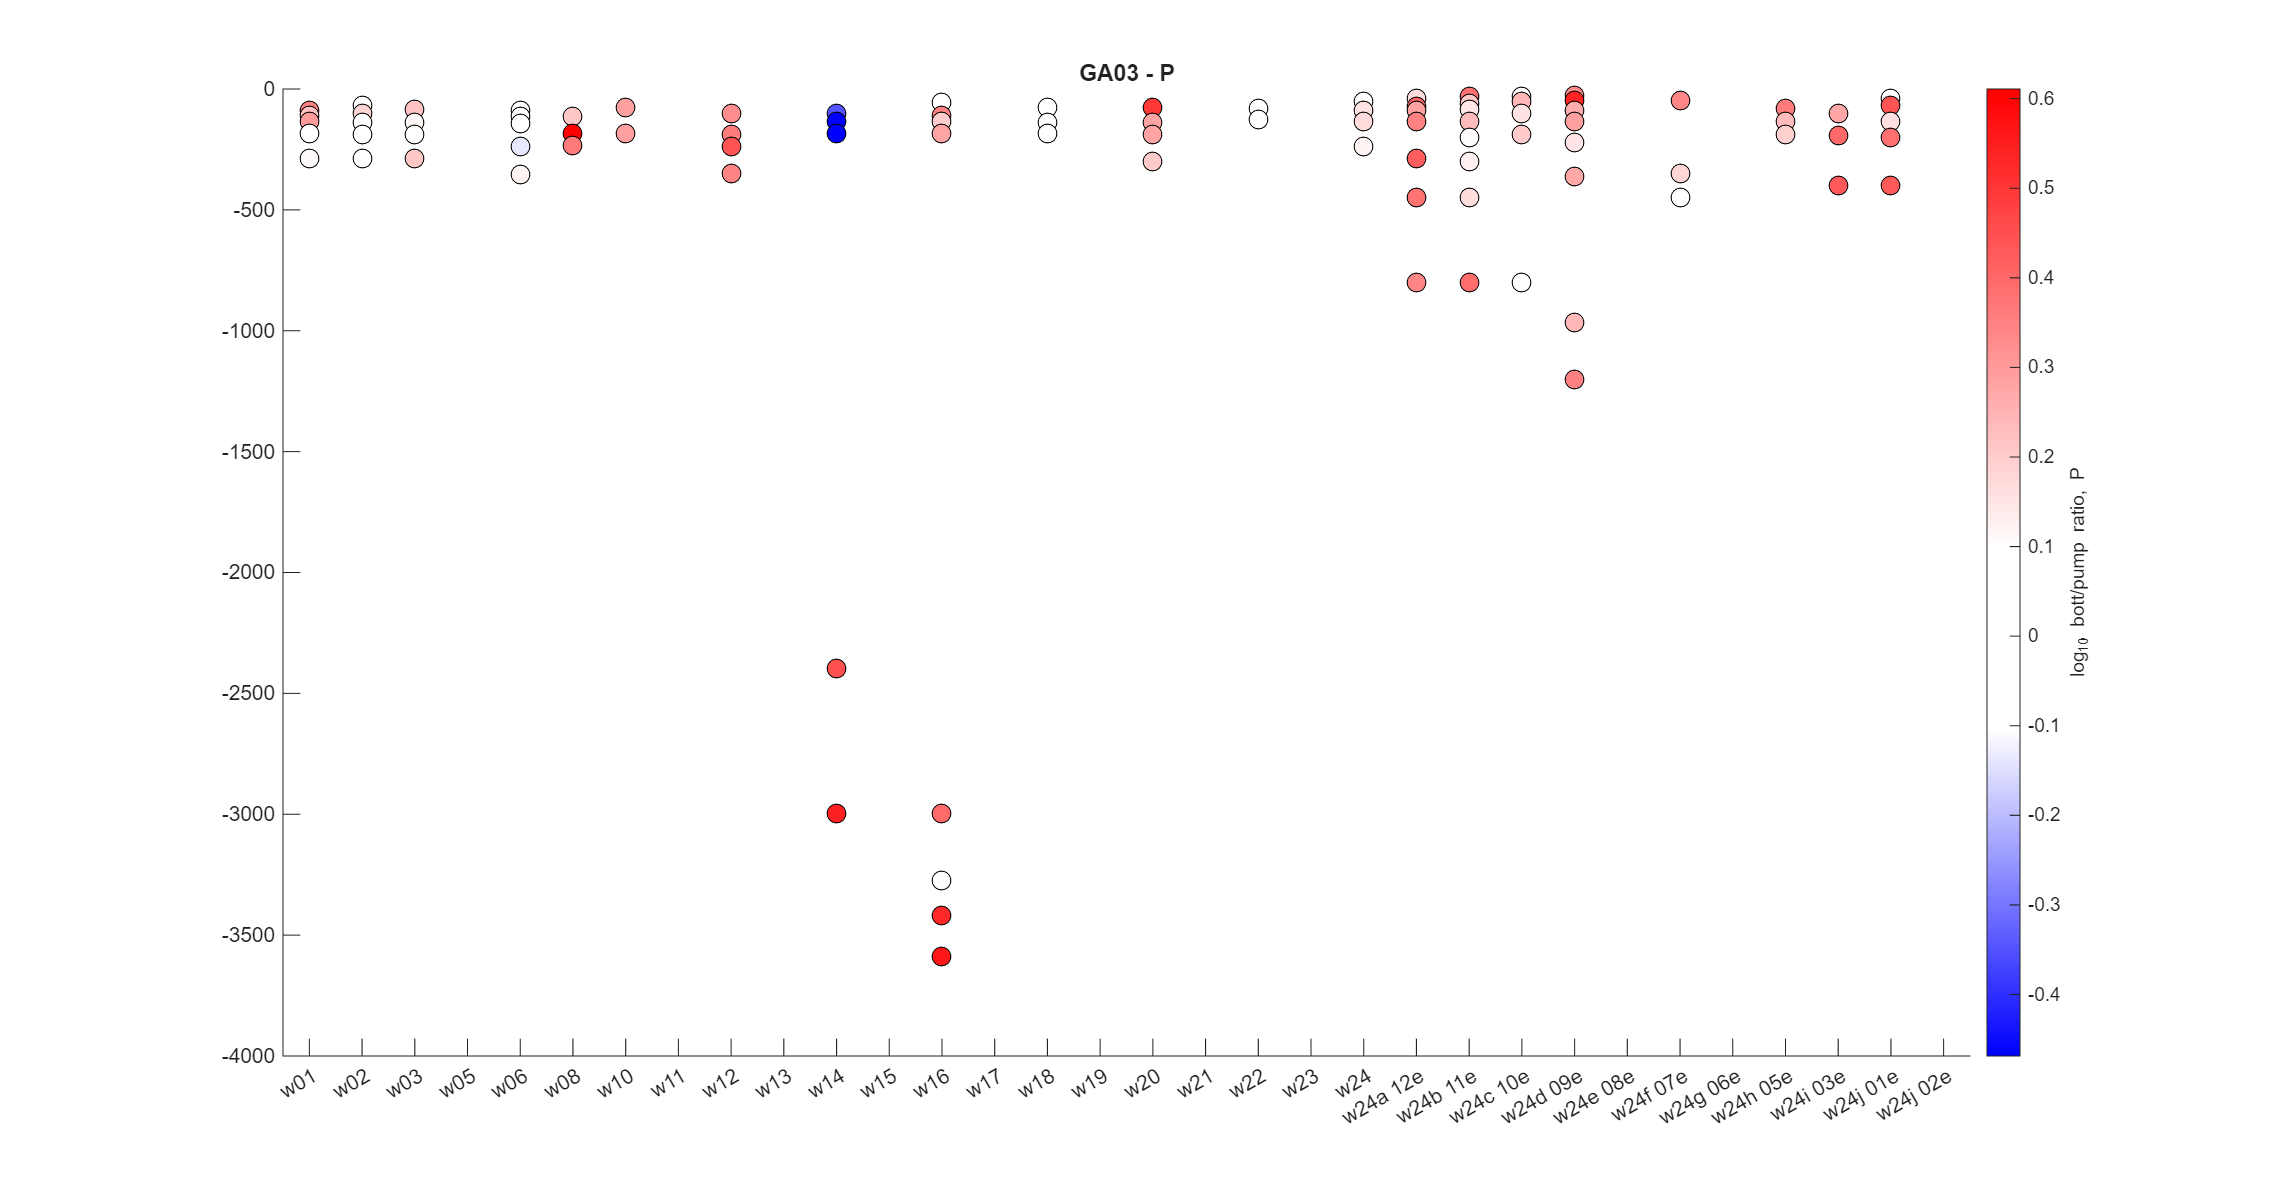 GA03 - P
0
-500
-1000
-1500
-2000
-2500
-3000
-3500
-4000
w01
w02
w03
w05
w06
w08
w10
w11
w12
w13
w14
w15
w16
w17
w18
w19
w20
w21
w22
w23
w24
w24a 12e
w24b 11e
w24c 10e
w24d 09e
w24e 08e
w24f 07e
w24g 06e
w24h 05e
w24i 03e
w24j 01e
w24j 02e
0.6
0.5
0.4
0.3
0.2
0.1
0
-0.1
-0.2
-0.3
-0.4
log10 bott/pump ratio, P